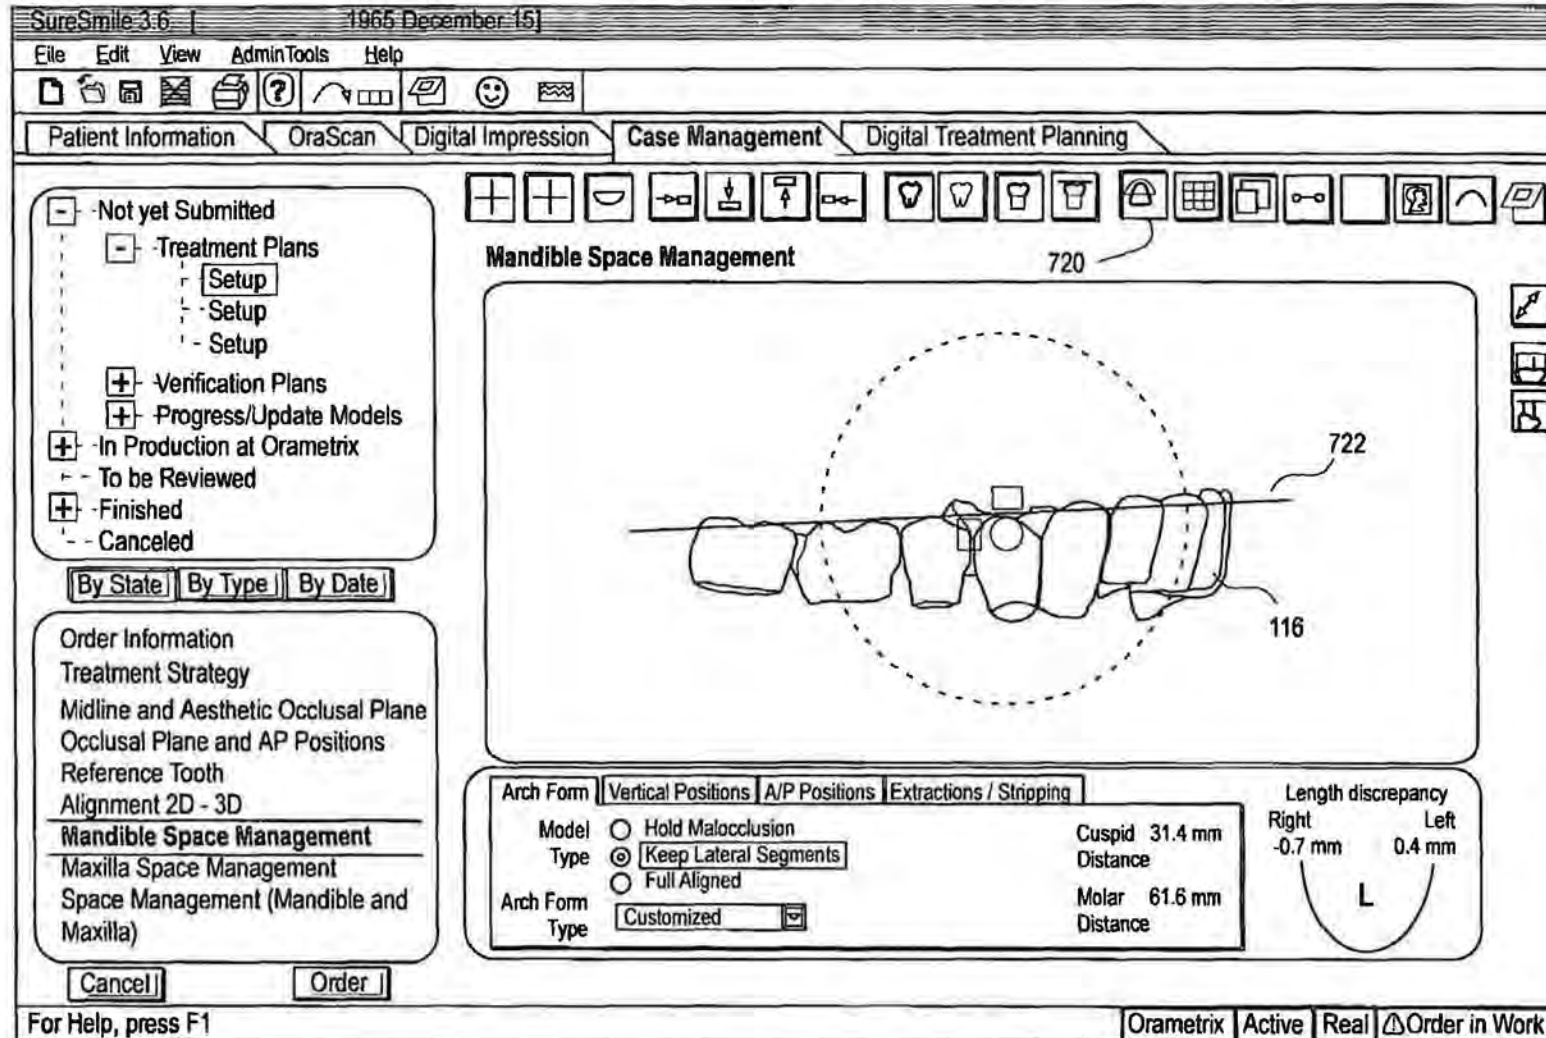 SureSmile 3.6 [ 1965 December 15]
File Edit View AdminTools Help
Patient Information OraScan Digital Impression Case Management Digital Treatment Planning
- Not yet Submitted
- Treatment Plans
Setup
Setup
Setup
+ Verification Plans
+ Progress/Update Models
+ In Production at Orametrix
To be Reviewed
+ Finished
Canceled
By State By Type By Date
Order Information
Treatment Strategy
Midline and Aesthetic Occlusal Plane
Occlusal Plane and AP Positions
Reference Tooth
Alignment 2D - 3D
Mandible Space Management
Maxilla Space Management
Space Management (Mandible and
Maxilla)
Cancel Order
720
Mandible Space Management
722
116
Arch Form Vertical Positions A/P Positions Extractions / Stripping
Model
Type
Hold Malocclusion
Keep Lateral Segments
Full Aligned
Arch Form
Type
Customized
Cuspid 31.4 mm
Distance
Molar 61.6 mm
Distance
Length discrepancy
Right Left
-0.7 mm 0.4 mm
L
For Help, press F1
Orametrix Active Real Order in Work